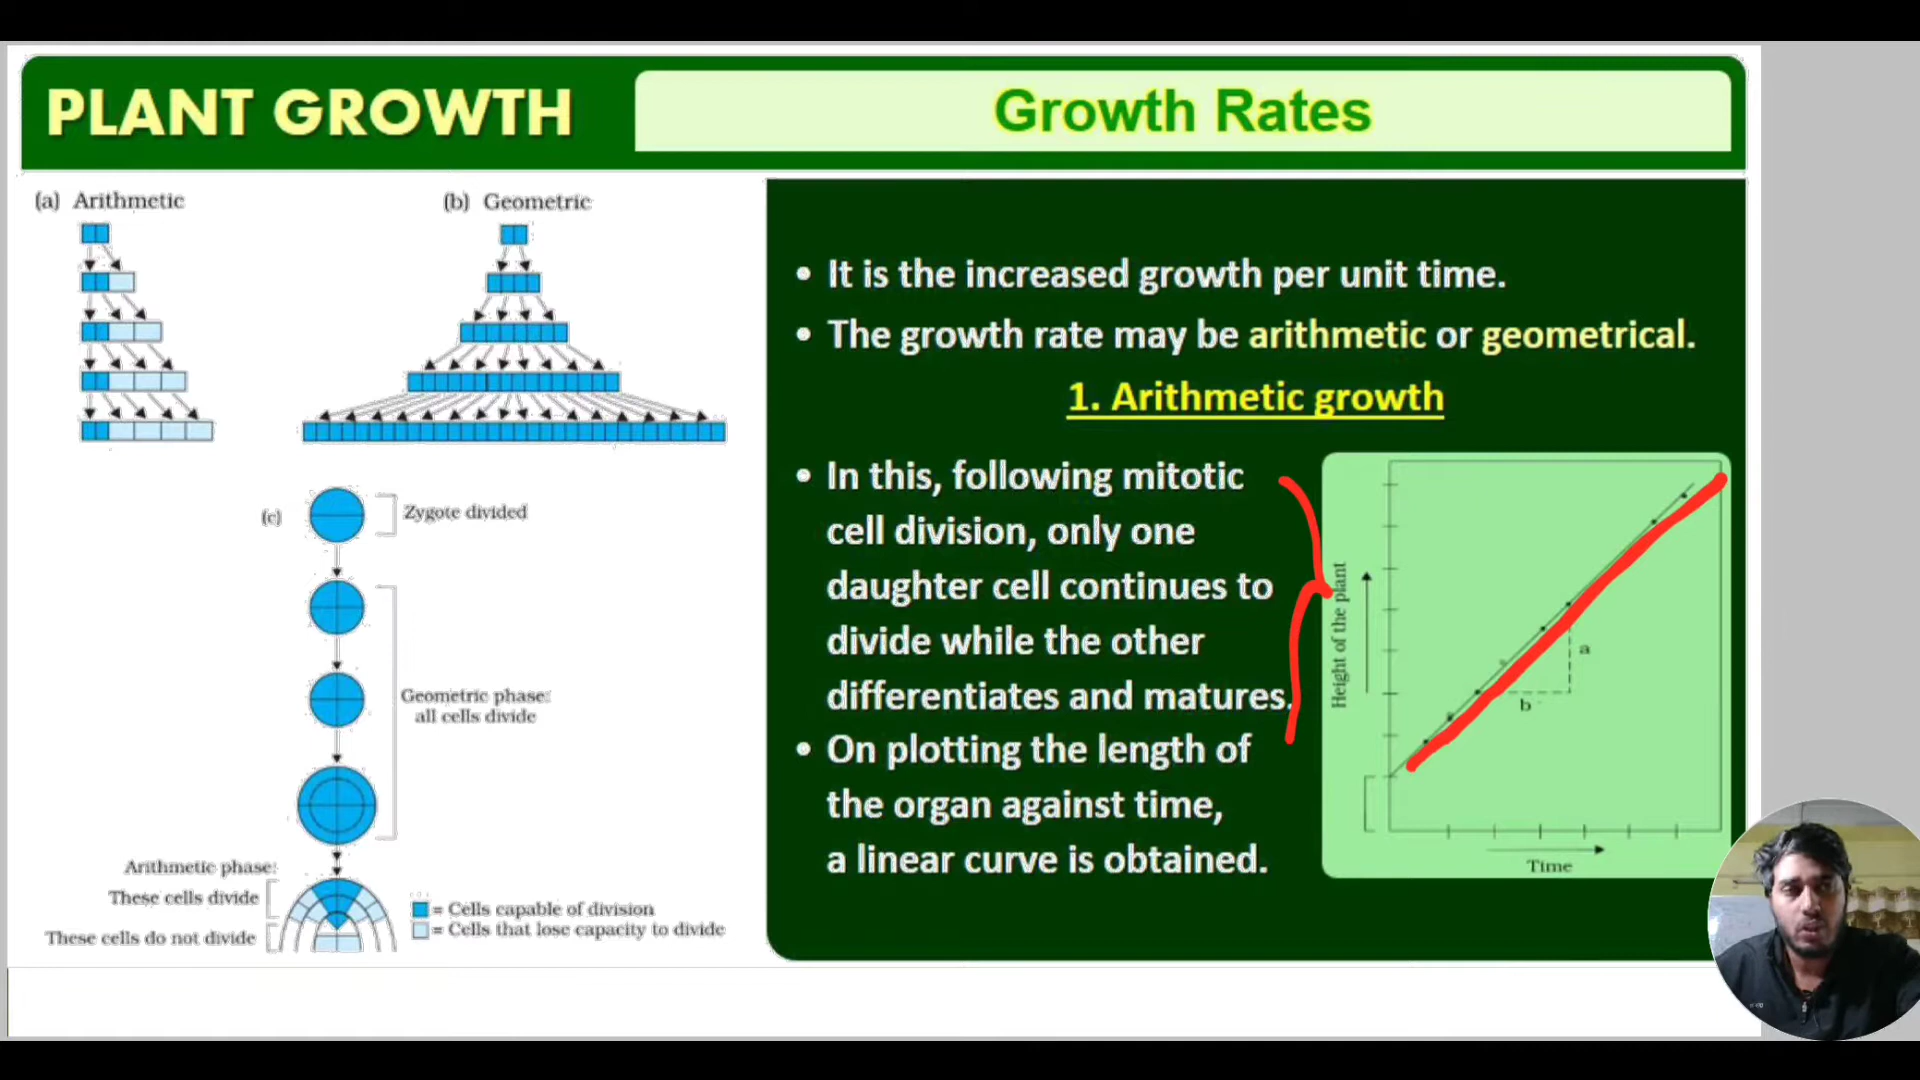 PLANT GROWTH
Growth Rates
(a) Arithmetic
(b) Geometric
(c)
Zygote divided
Geometric phase:
all cells divide
Arithmetic phase:
These cells divide
These cells do not divide
= Cells capable of division
= Cells that lose capacity to divide
• It is the increased growth per unit time.
• The growth rate may be arithmetic or geometrical.
1. Arithmetic growth
• In this, following mitotic
cell division, only one
daughter cell continues to
divide while the other
differentiates and matures.
• On plotting the length of
the organ against time,
a linear curve is obtained.
Height of the plant
a
b
Time